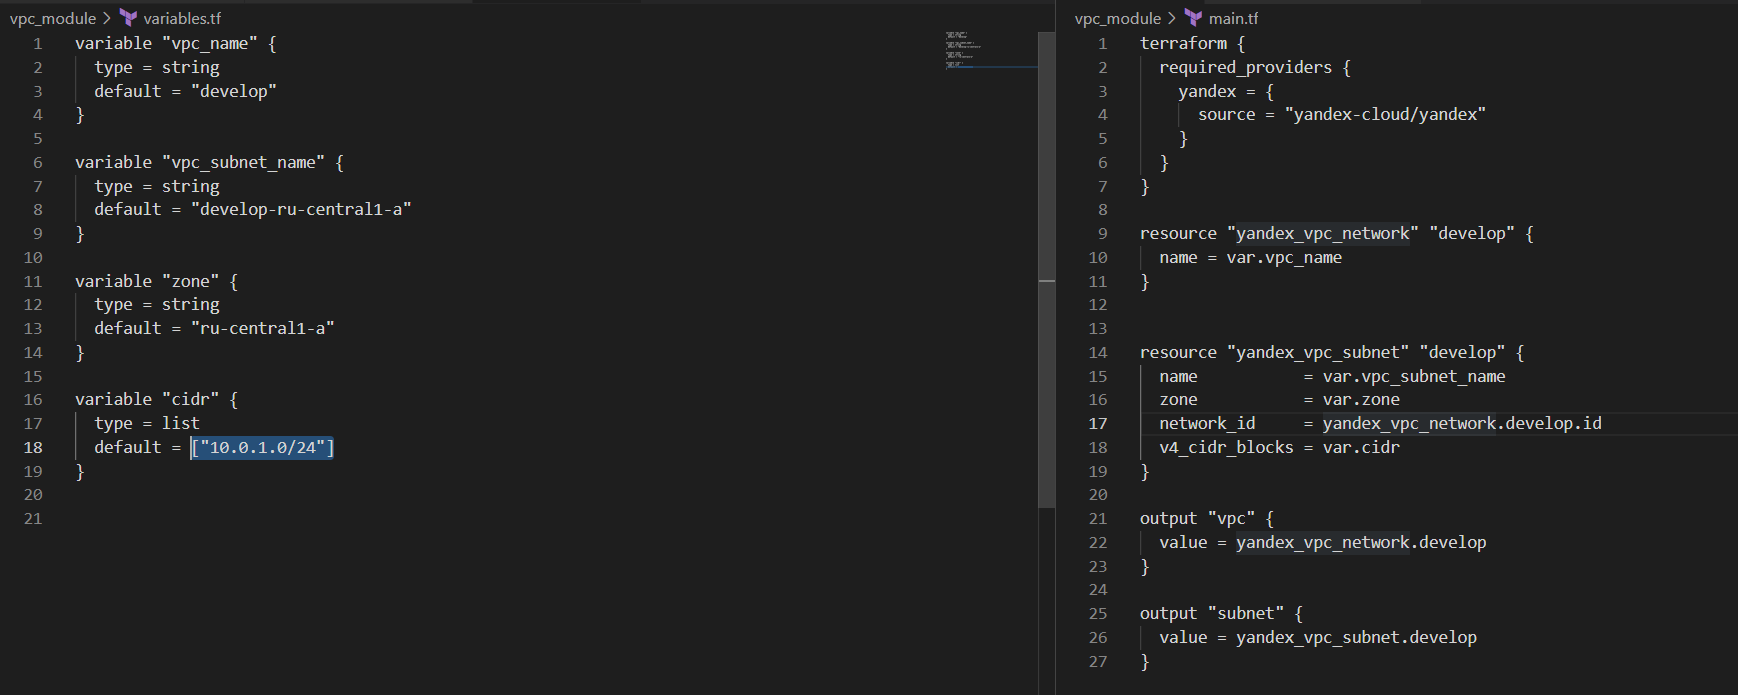 vpc_module > variables.tf
1 variable "vpc_name" {
2 type = string
3 default = "develop"
4 }
5
6 variable "vpc_subnet_name" {
7 type = string
8 default = "develop-ru-central1-a"
9 }
10
11 variable "zone" {
12 type = string
13 default = "ru-central1-a"
14 }
15
16 variable "cidr" {
17 type = list
18 default = ["10.0.1.0/24"]
19 }
20
21
vpc_module > main.tf
1 terraform {
2 required_providers {
3 yandex = {
4 source = "yandex-cloud/yandex"
5 }
6 }
7 }
8
9 resource "yandex_vpc_network" "develop" {
10 name = var.vpc_name
11 }
12
13
14 resource "yandex_vpc_subnet" "develop" {
15 name           = var.vpc_subnet_name
16 zone           = var.zone
17 network_id     = yandex_vpc_network.develop.id
18 v4_cidr_blocks = var.cidr
19 }
20
21 output "vpc" {
22 value = yandex_vpc_network.develop
23 }
24
25 output "subnet" {
26 value = yandex_vpc_subnet.develop
27 }